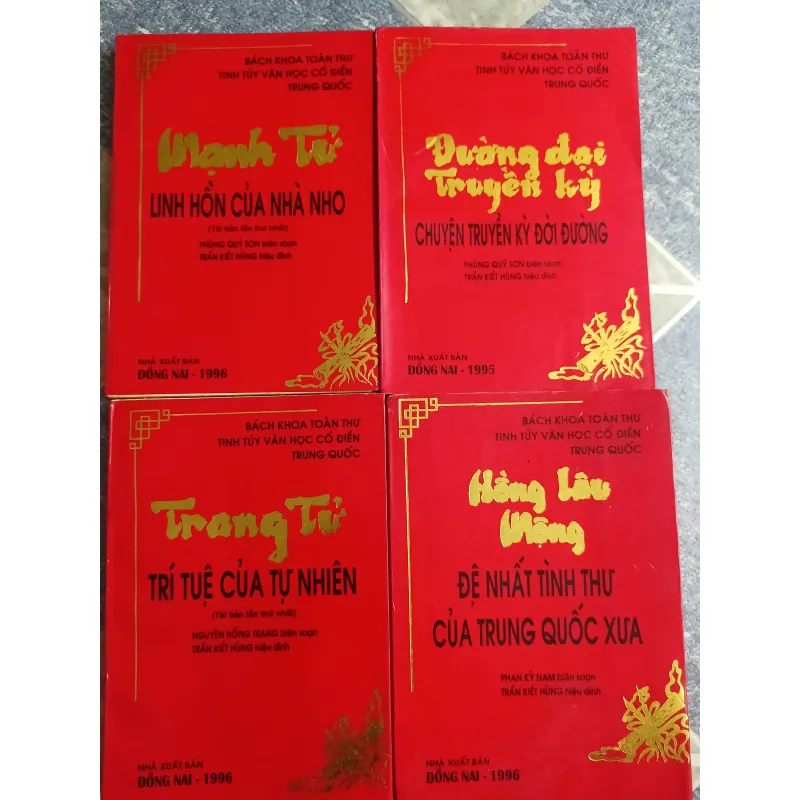 BÁCH KHOA TOÀN THƯ
TINH TÚY VĂN HỌC CỔ ĐIỂN
TRUNG QUỐC
Mạnh Tử
LINH HỒN CỦA NHÀ NHO
(Tái bản lần thứ nhất)
PHÙNG QUÝ SƠN biên soạn
TRẦN KIẾT HÙNG hiệu đính
NHÀ XUẤT BẢN
ĐỒNG NAI - 1996
BÁCH KHOA TOÀN THƯ
TINH TÚY VĂN HỌC CỔ ĐIỂN
TRUNG QUỐC
Đường đại
Truyền kỳ
CHUYỆN TRUYỀN KỲ ĐỜI ĐƯỜNG
PHÙNG QUÝ SƠN biên soạn
TRẦN KIẾT HÙNG hiệu đính
NHÀ XUẤT BẢN
ĐỒNG NAI - 1995
BÁCH KHOA TOÀN THƯ
TINH TÚY VĂN HỌC CỔ ĐIỂN
TRUNG QUỐC
Trang Tử
TRÍ TUỆ CỦA TỰ NHIÊN
(Tái bản lần thứ nhất)
NGUYỄN HỒNG TRANG biên soạn
TRẦN KIẾT HÙNG hiệu đính
NHÀ XUẤT BẢN
ĐỒNG NAI - 1996
BÁCH KHOA TOÀN THƯ
TINH TÚY VĂN HỌC CỔ ĐIỂN
TRUNG QUỐC
Hồng Lâu
Mộng
ĐỆ NHẤT TÌNH THƯ
CỦA TRUNG QUỐC XƯA
PHAN KỲ NAM biên soạn
TRẦN KIẾT HÙNG hiệu đính
NHÀ XUẤT BẢN
ĐỒNG NAI - 1996